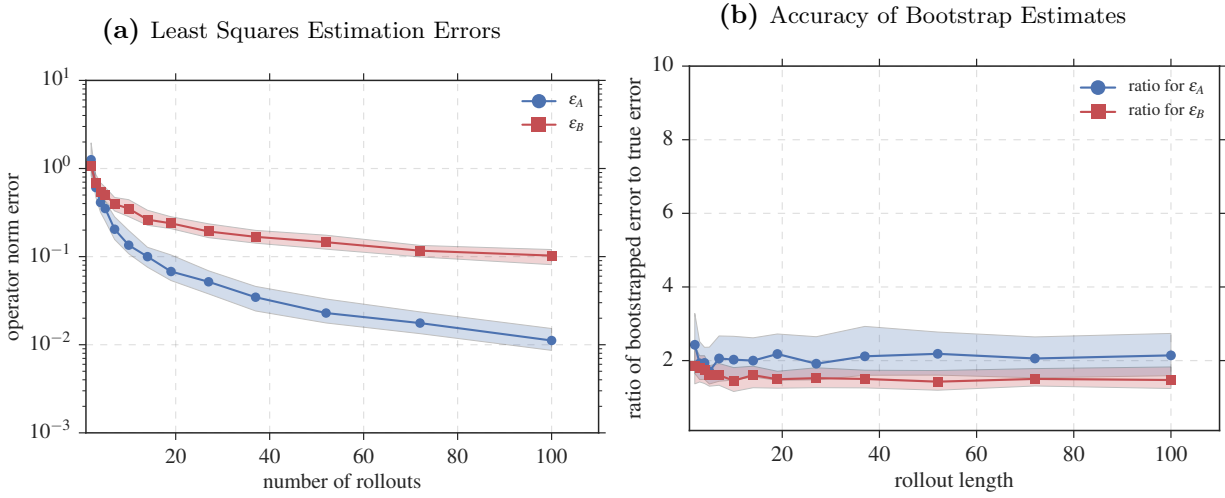 (a) Least Squares Estimation Errors
operator norm error
10^1
10^0
10^−1
10^−2
10^−3
ε_A
ε_B
20 40 60 80 100
number of rollouts
(b) Accuracy of Bootstrap Estimates
ratio of bootstrapped error to true error
10
8
6
4
2
ratio for ε_A
ratio for ε_B
20 40 60 80 100
rollout length